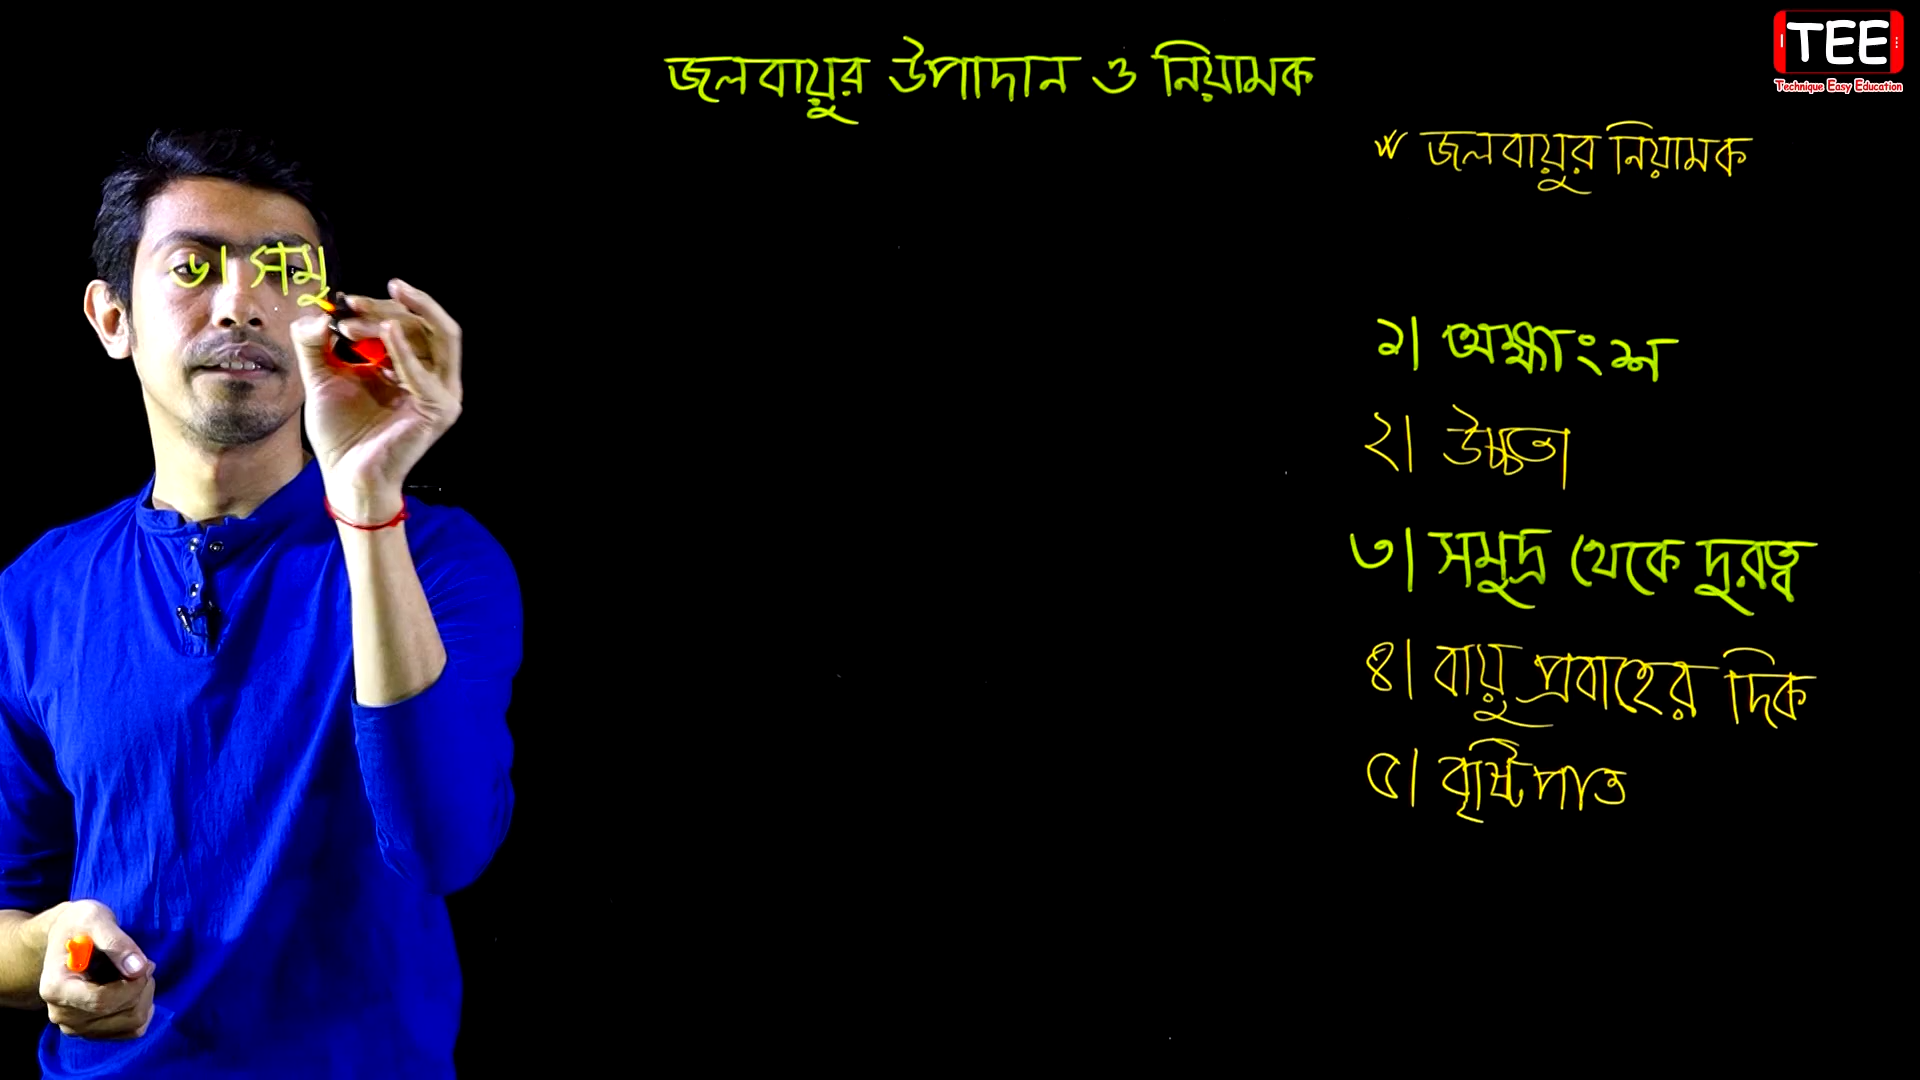 জলবায়ুর উপাদান ও নিয়ামক
TEE
Technique Easy Education
* জলবায়ুর নিয়ামক
৬। সমু
১। অক্ষাংশ
২। উচ্চতা
৩। সমুদ্র থেকে দুরত্ব
৪। বায়ু প্রবাহের দিক
৫। বৃষ্টিপাত